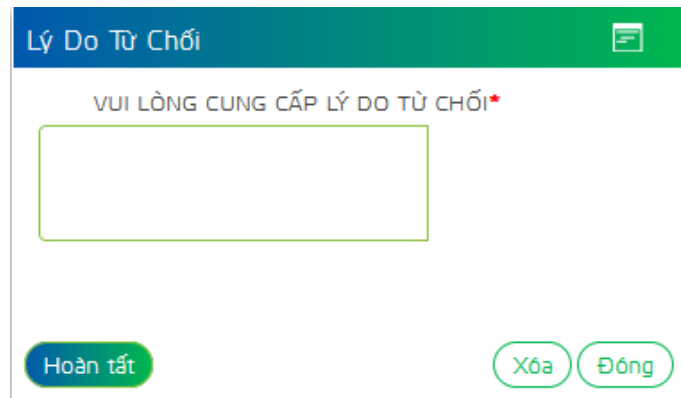 Lý Do Từ Chối
VUI LÒNG CUNG CẤP LÝ DO TỪ CHỐI*
Hoàn tất
Xóa
Đóng